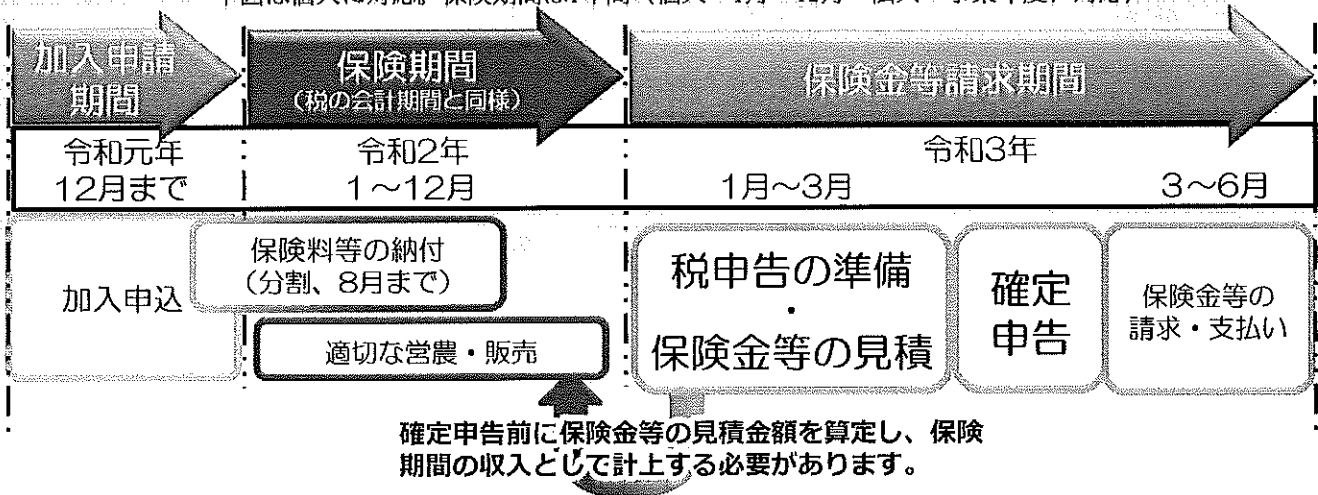 加入申請
期間
保険期間
(税の会計期間と同様)
保険金等請求期間
令和元年
12月まで
令和2年
1～12月
令和3年
1月～3月
3～6月
加入申込
保険料等の納付
(分割、8月まで)
適切な営農・販売
税申告の準備
・
保険金等の見積
確定
申告
保険金等の
請求・支払い
確定申告前に保険金等の見積金額を算定し、保険
期間の収入として計上する必要があります。